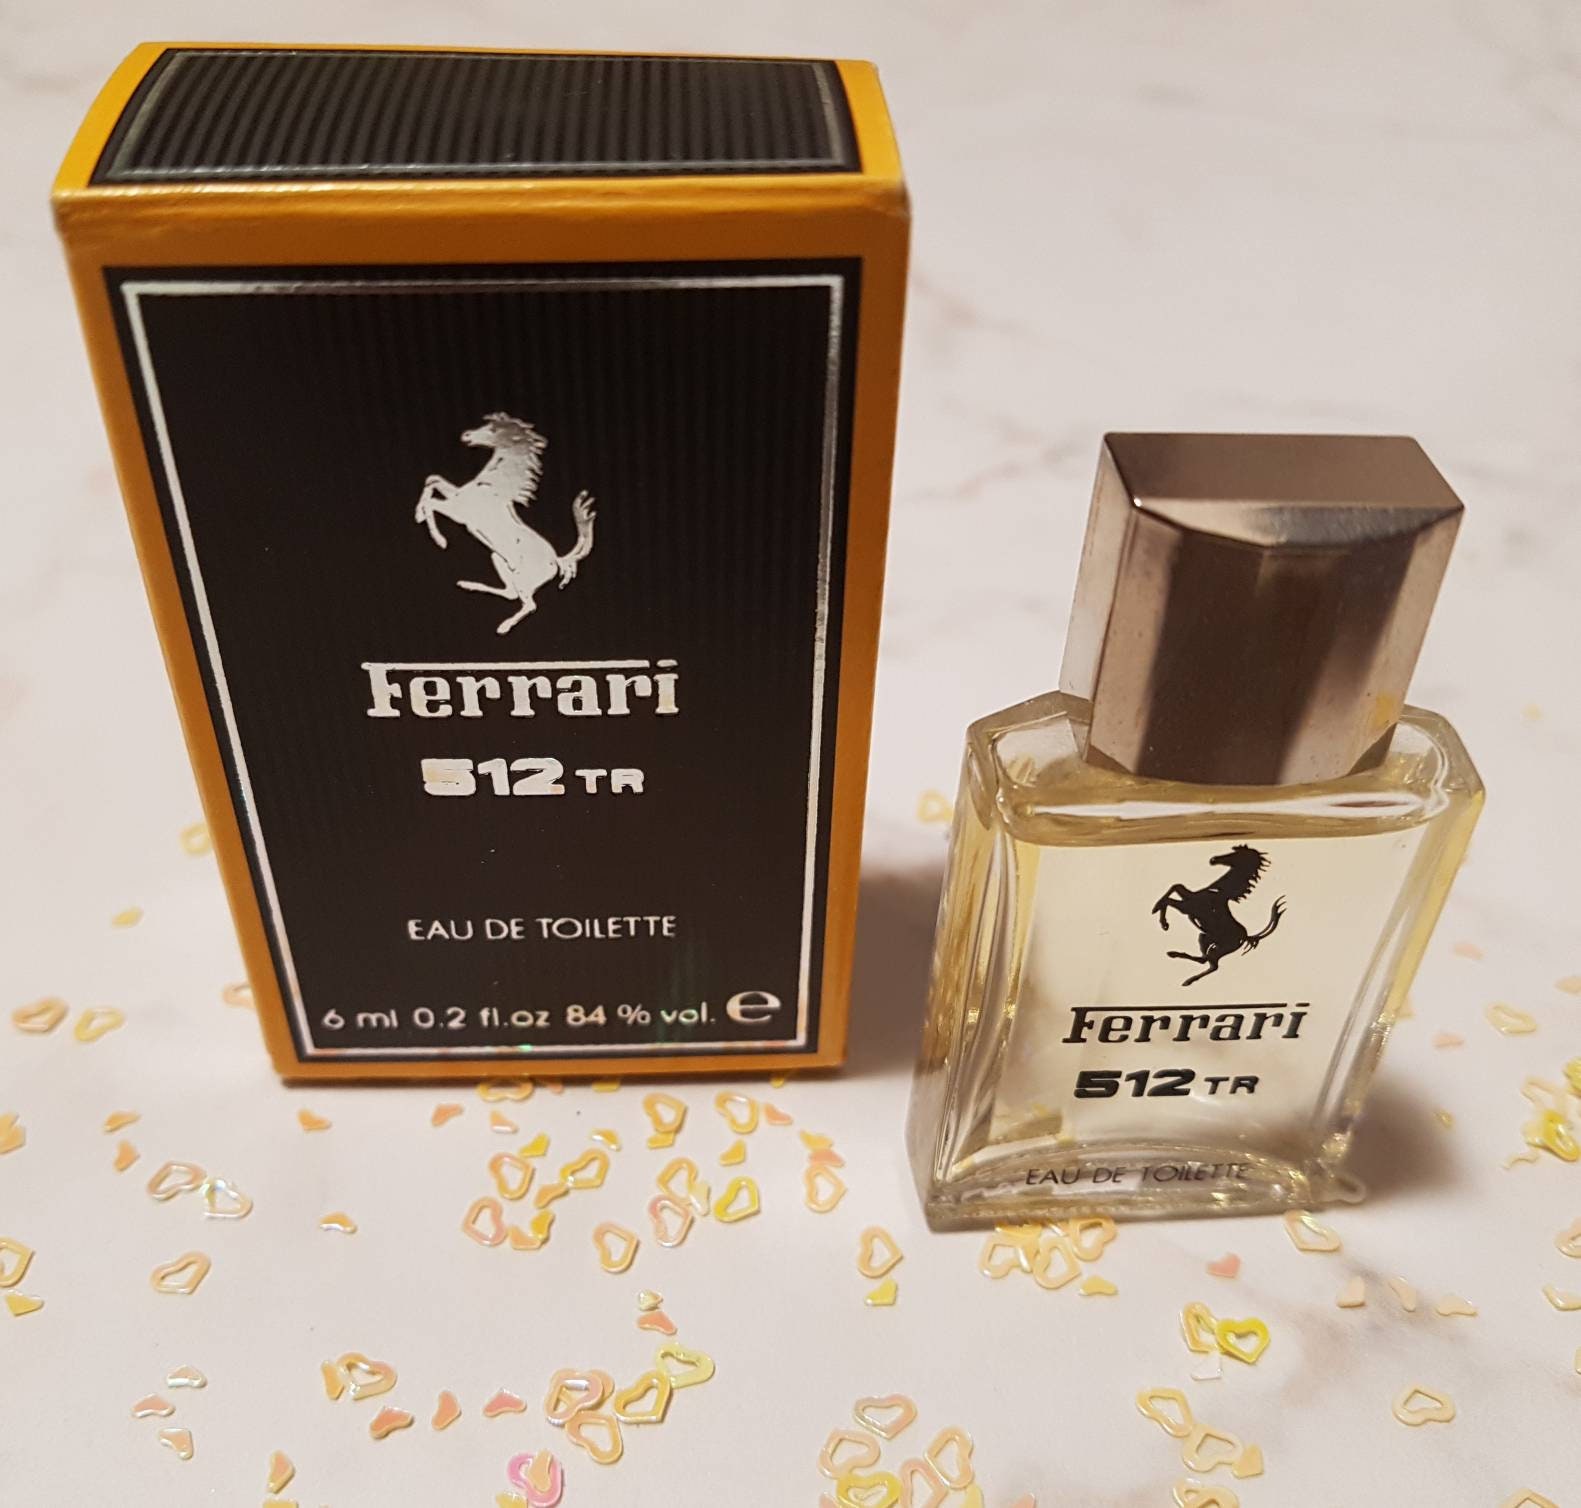 Ferrari
512 TR
EAU DE TOILETTE
6 ml 0.2 fl.oz 84 % vol. e
Ferrari
512 TR
EAU DE TOILETTE